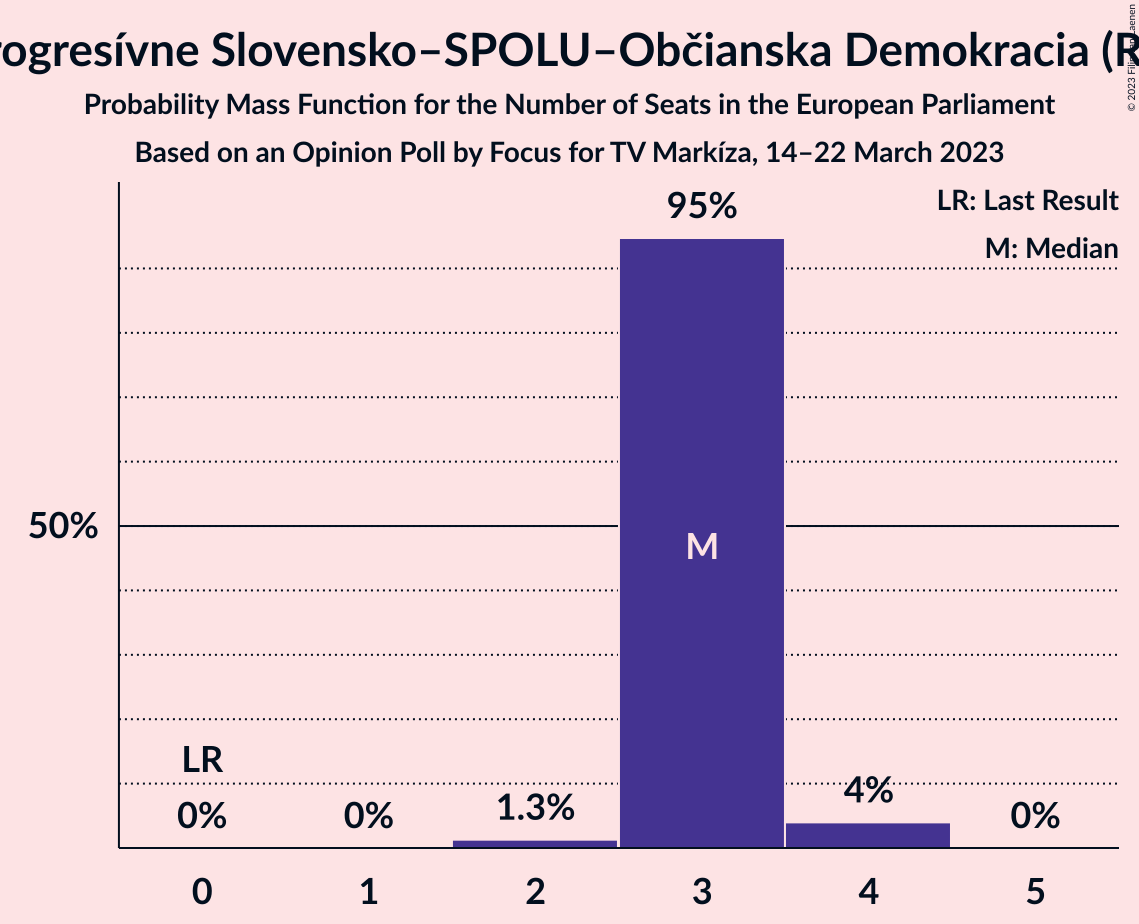 rogresívne Slovensko–SPOLU–Občianska Demokracia (R
Probability Mass Function for the Number of Seats in the European Parliament
Based on an Opinion Poll by Focus for TV Markíza, 14–22 March 2023
LR: Last Result
M: Median
95%
50%
M
LR
0%
0%
1.3%
4%
0%
0
1
2
3
4
5
© 2023